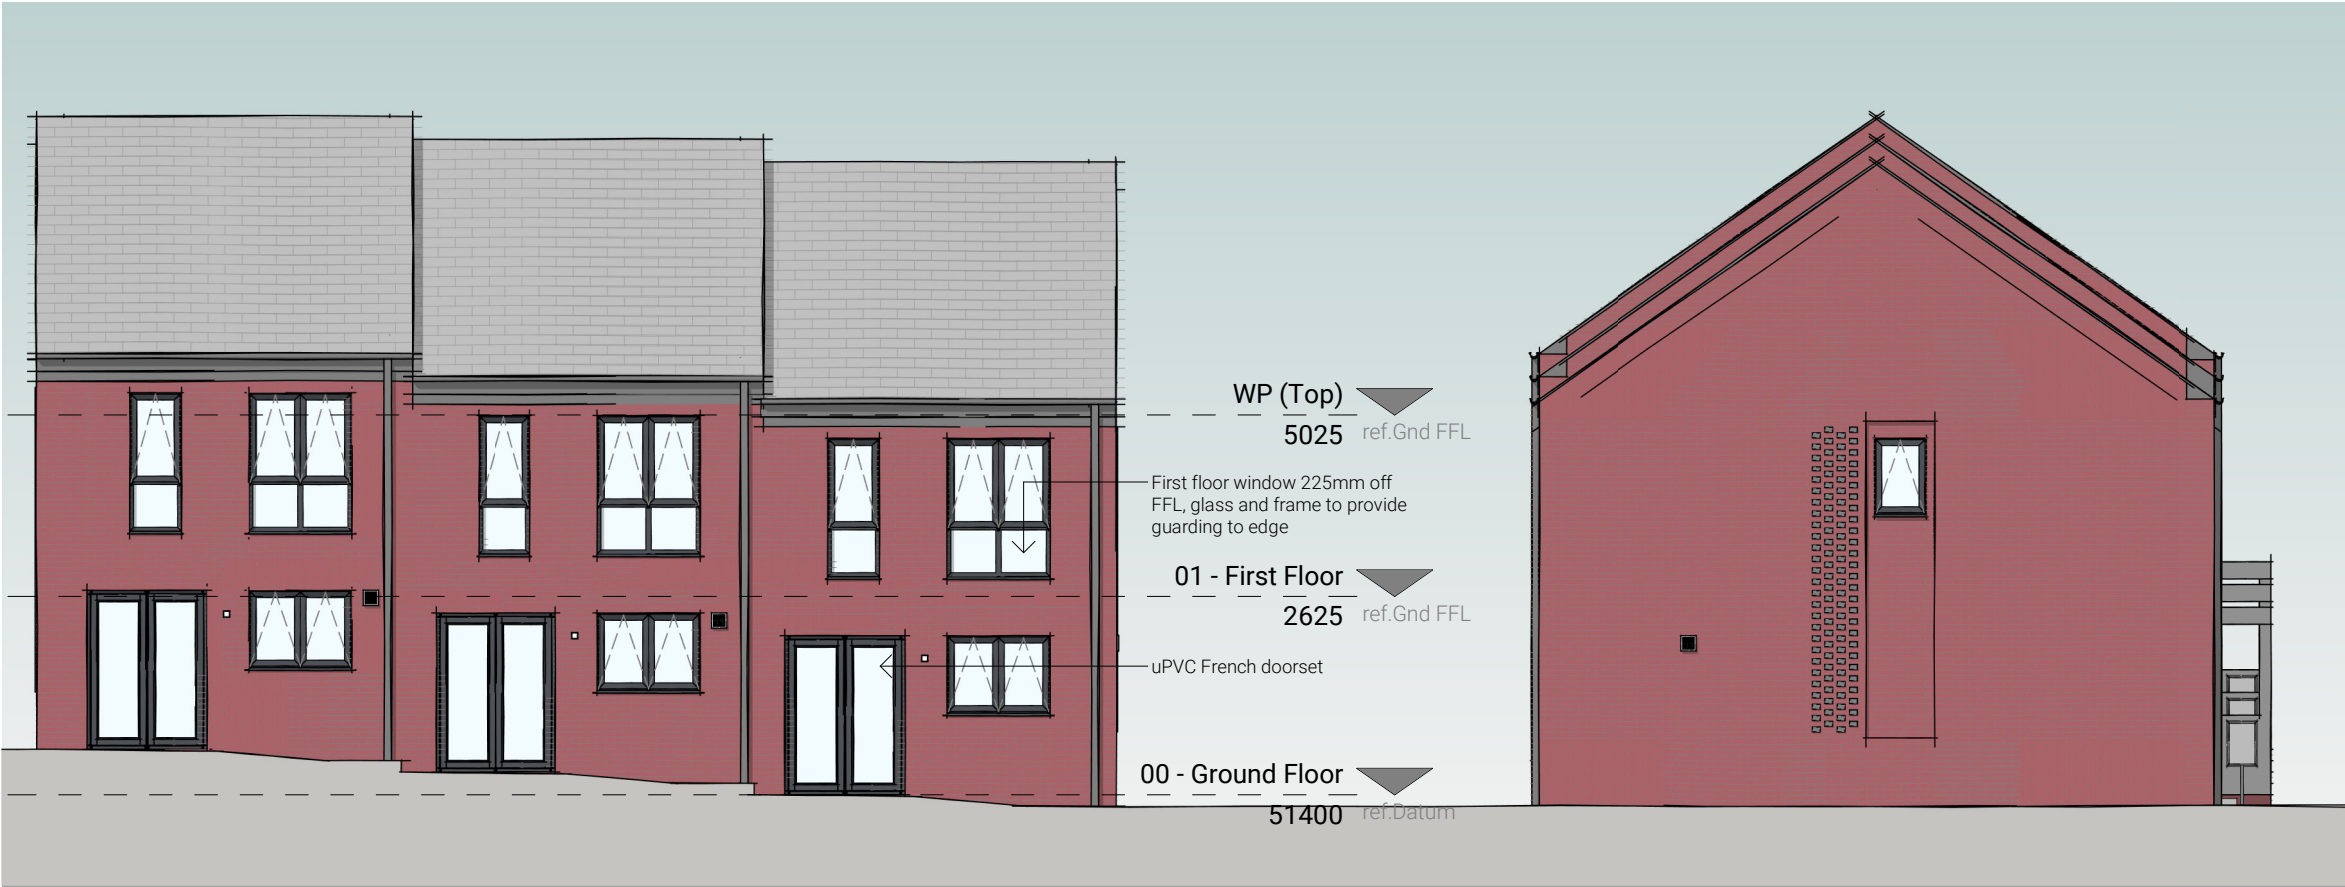 WP (Top)
5025 ref.Gnd FFL
First floor window 225mm off
FFL, glass and frame to provide
guarding to edge
01 - First Floor
2625 ref.Gnd FFL
uPVC French doorset
00 - Ground Floor
51400 ref.Datum